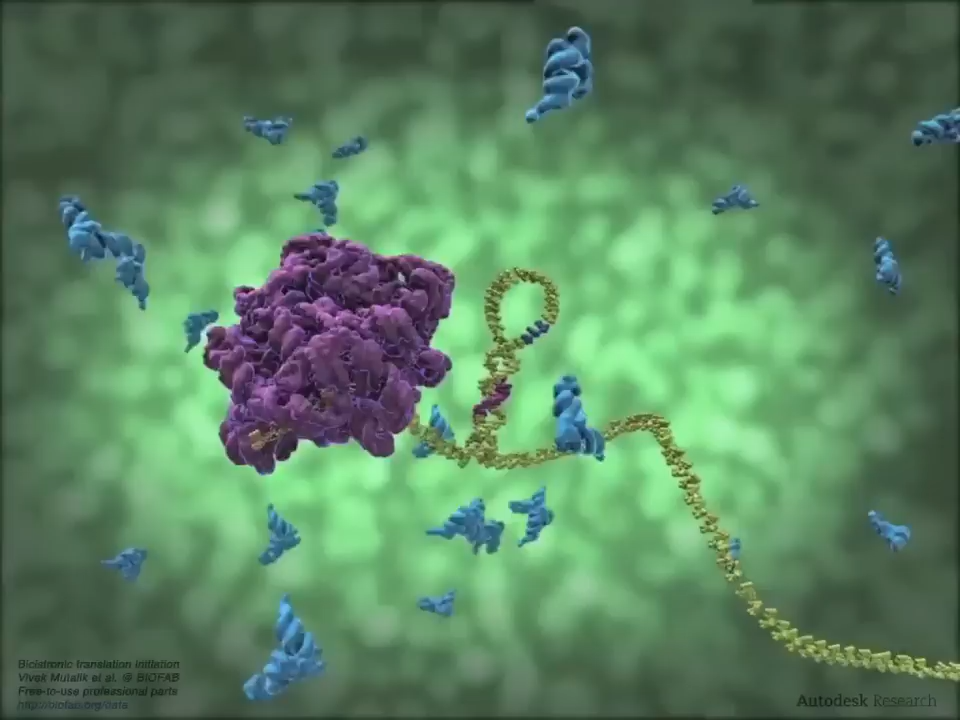 Bicistronic translation initiation
Vivek Mutalik et al. @ BIOFAB
Free-to-use professional parts
http://biofab.org/data
Autodesk Research